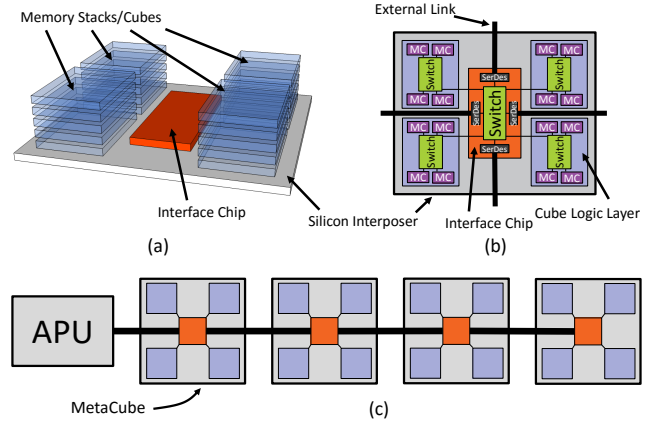 Memory Stacks/Cubes
Interface Chip
Silicon Interposer
(a)
External Link
MC MC
Switch
MC MC
MC MC
Switch
MC MC
SerDes
SerDes
Switch
SerDes
SerDes
MC MC
Switch
MC MC
MC MC
Switch
MC MC
Interface Chip
Cube Logic Layer
(b)
APU
MetaCube
(c)